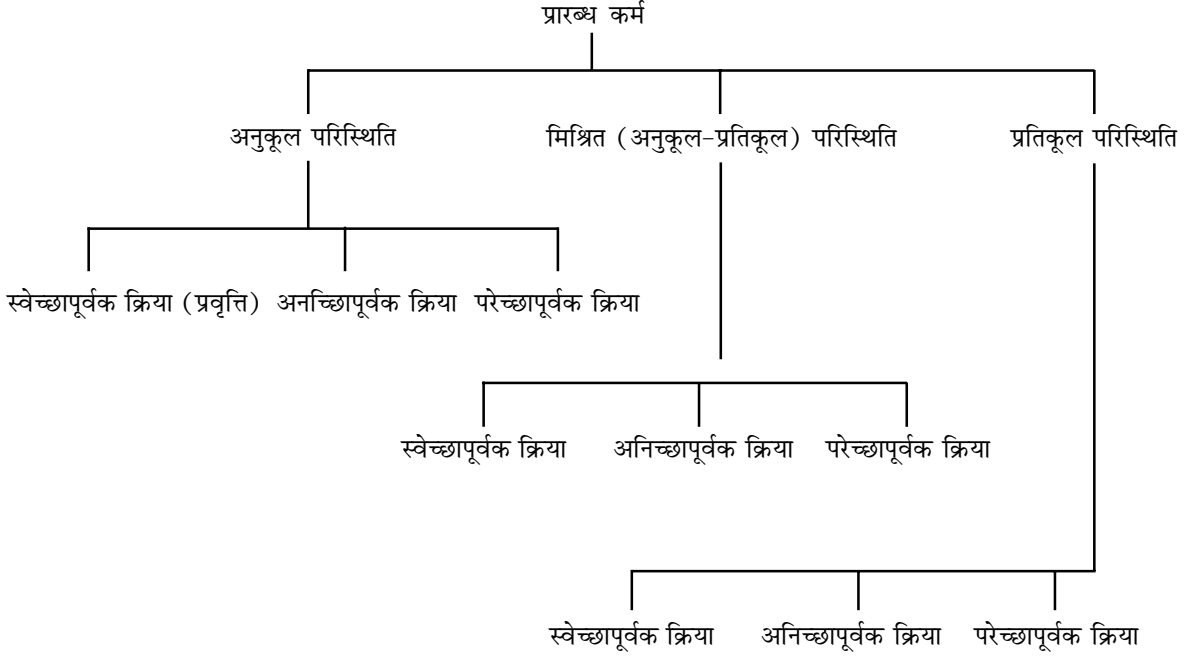 प्रारब्ध कर्म
अनुकूल परिस्थिति मिश्रित (अनुकूल-प्रतिकूल) परिस्थिति प्रतिकूल परिस्थिति
स्वेच्छापूर्वक क्रिया (प्रवृत्ति) अनच्छिापूर्वक क्रिया परेच्छापूर्वक क्रिया
स्वेच्छापूर्वक क्रिया अनिच्छापूर्वक क्रिया परेच्छापूर्वक क्रिया
स्वेच्छापूर्वक क्रिया अनिच्छापूर्वक क्रिया परेच्छापूर्वक क्रिया